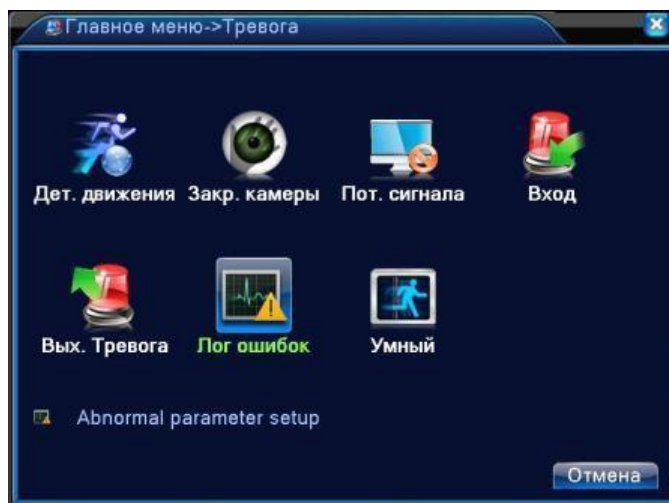 Главное меню->Тревога
Дет. движения Закр. камеры Пот. сигнала Вход
Вых. Тревога Лог ошибок Умный
Abnormal parameter setup
Отмена